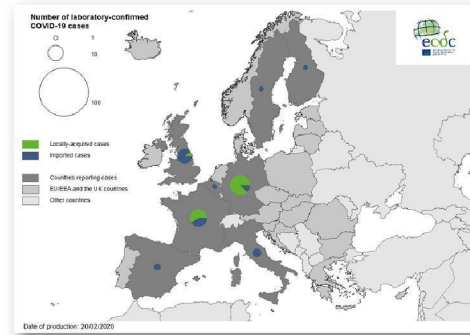 Number of laboratory-confirmed
COVID-19 cases
1
10
100
Locally-acquired cases
Imported cases
Countries reporting cases
EU/EEA and the UK countries
Other countries
ecdc
Date of production: 20/02/2020